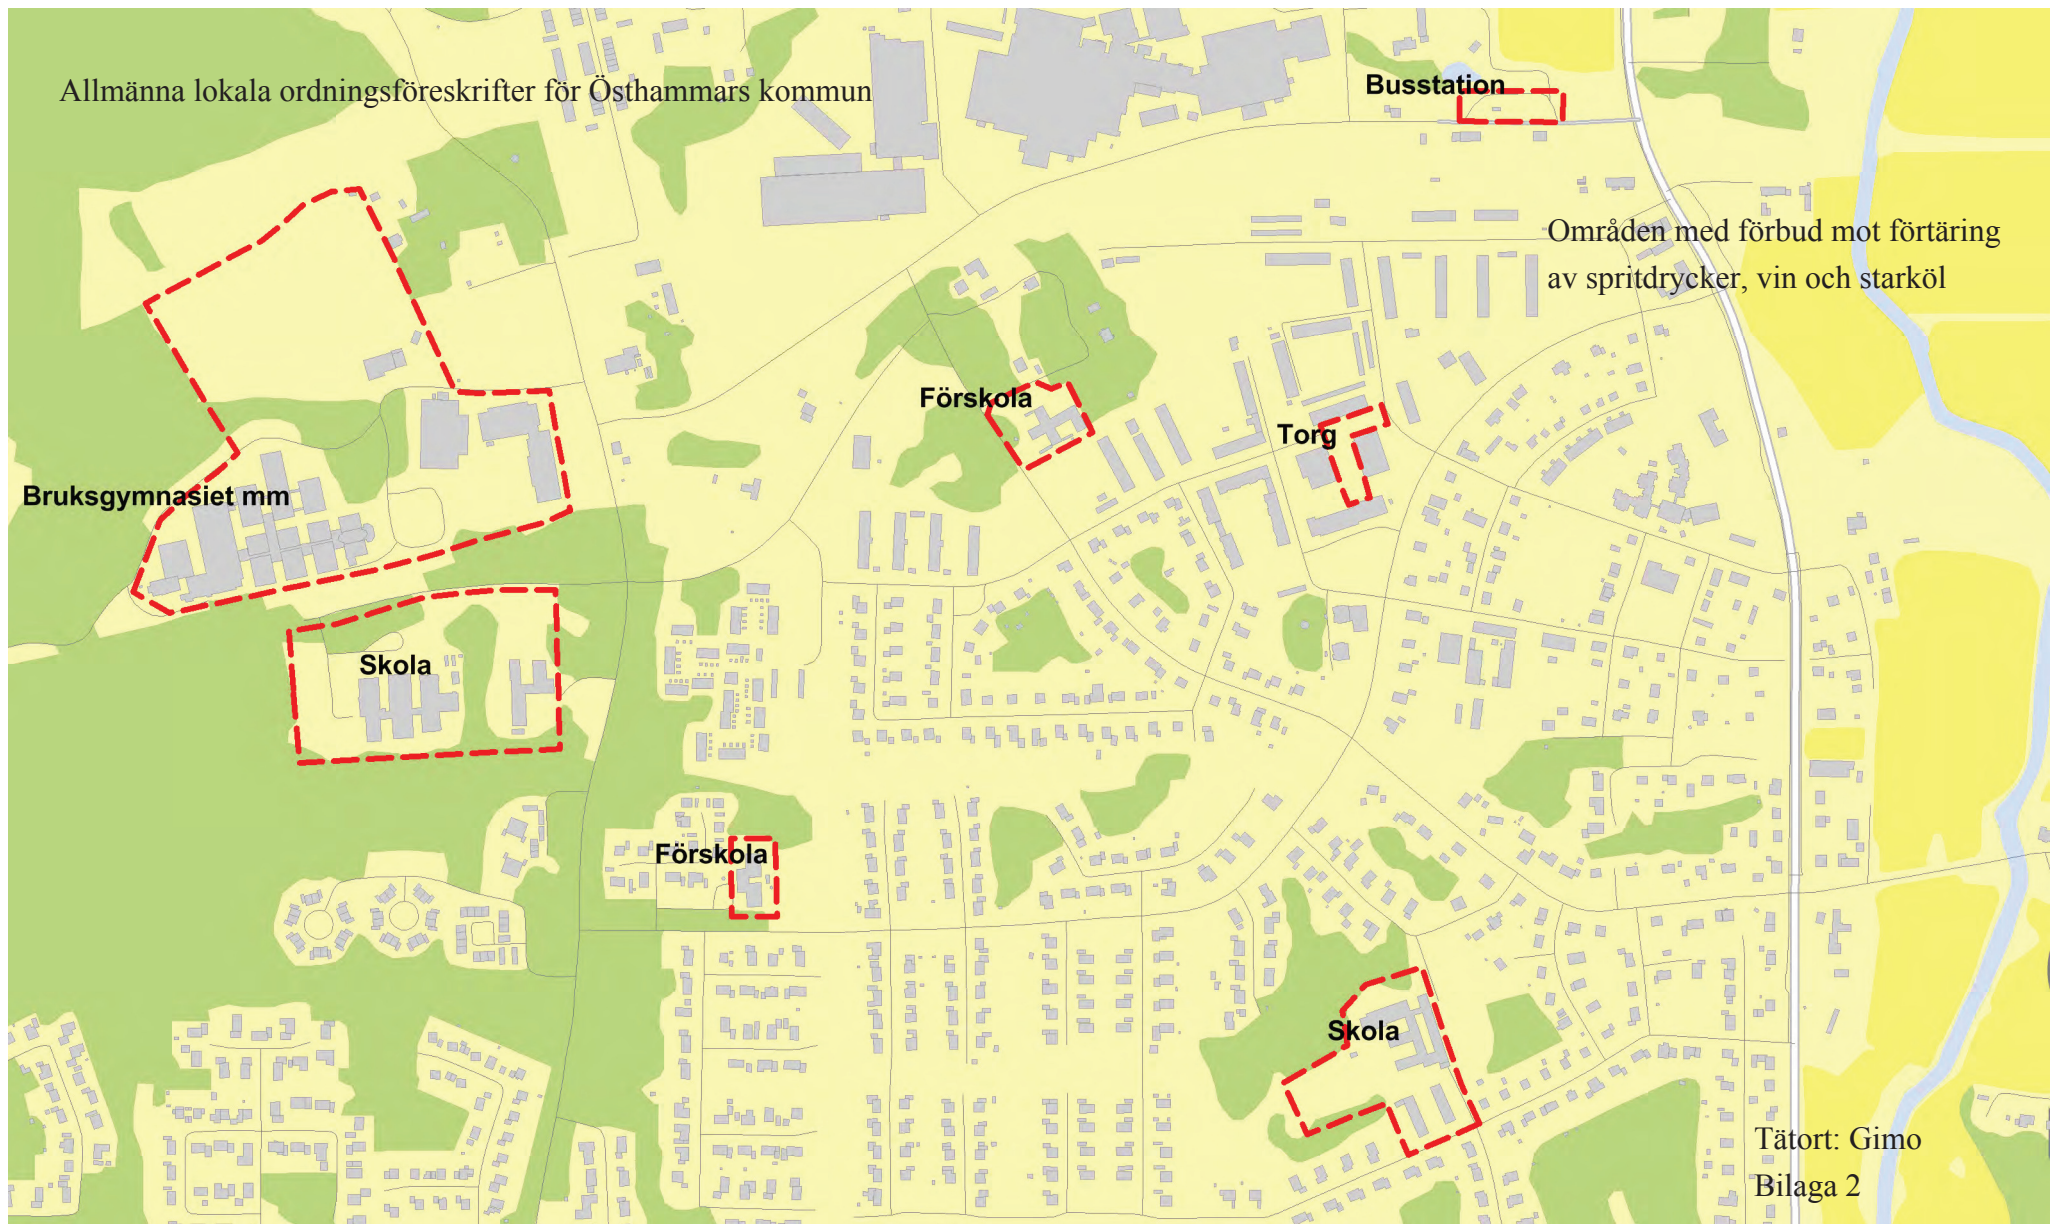 Allmänna lokala ordningsföreskrifter för Östhammars kommun
Busstation
Områden med förbud mot förtäring
av spritdrycker, vin och starköl
Förskola
Torg
Bruksgymnasiet mm
Skola
Förskola
Skola
Tätort: Gimo
Bilaga 2